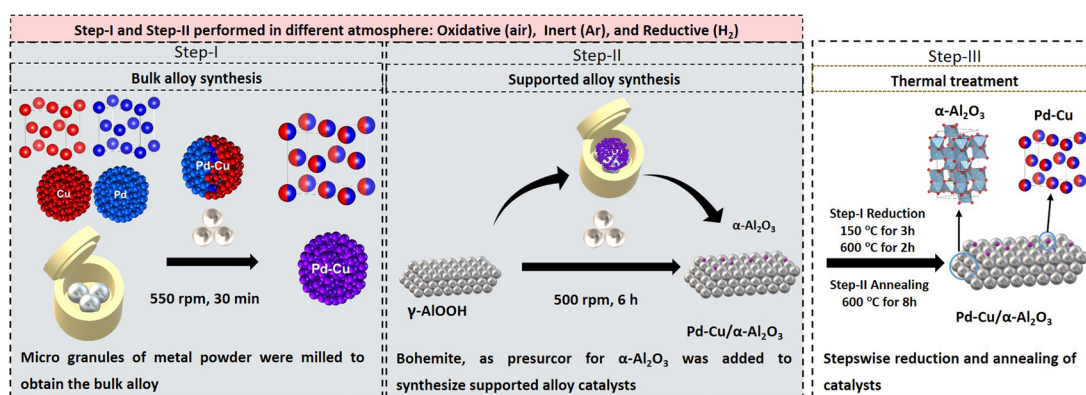 Step-I and Step-II performed in different atmosphere: Oxidative (air), Inert (Ar), and Reductive (H₂)
Step-I
Bulk alloy synthesis
Cu
Pd
Pd-Cu
550 rpm, 30 min
Pd-Cu
Micro granules of metal powder were milled to
obtain the bulk alloy
Step-II
Supported alloy synthesis
γ-AlOOH
500 rpm, 6 h
α-Al₂O₃
Pd-Cu/α-Al₂O₃
Bohemite, as presurcor for α-Al₂O₃ was added to
synthesize supported alloy catalysts
Step-III
Thermal treatment
α-Al₂O₃
Pd-Cu
Step-I Reduction
150 °C for 3h
600 °C for 2h
Step-II Annealing
600 °C for 8h
Pd-Cu/α-Al₂O₃
Stepswise reduction and annealing of
catalysts